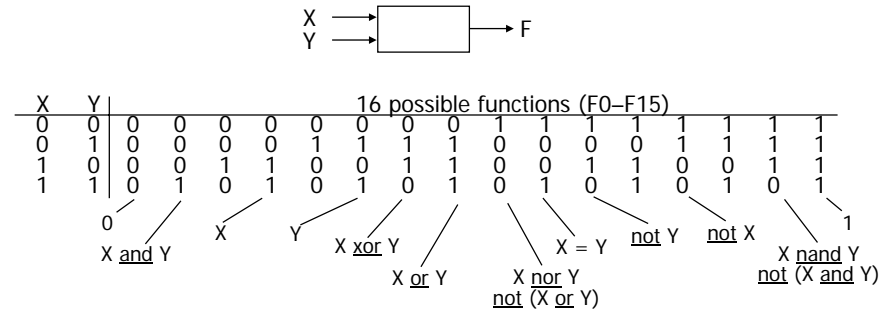 X
Y
F
X Y 16 possible functions (F0–F15)
0 0 0 0 0 0 0 0 0 0 1 1 1 1 1 1 1 1
0 1 0 0 0 0 1 1 1 1 0 0 0 0 1 1 1 1
1 0 0 0 1 1 0 0 1 1 0 0 1 1 0 0 1 1
1 1 0 1 0 1 0 1 0 1 0 1 0 1 0 1 0 1
0 X Y X xor Y X = Y not Y not X 1
X and Y X or Y X nor Y X nand Y
not (X or Y) not (X and Y)